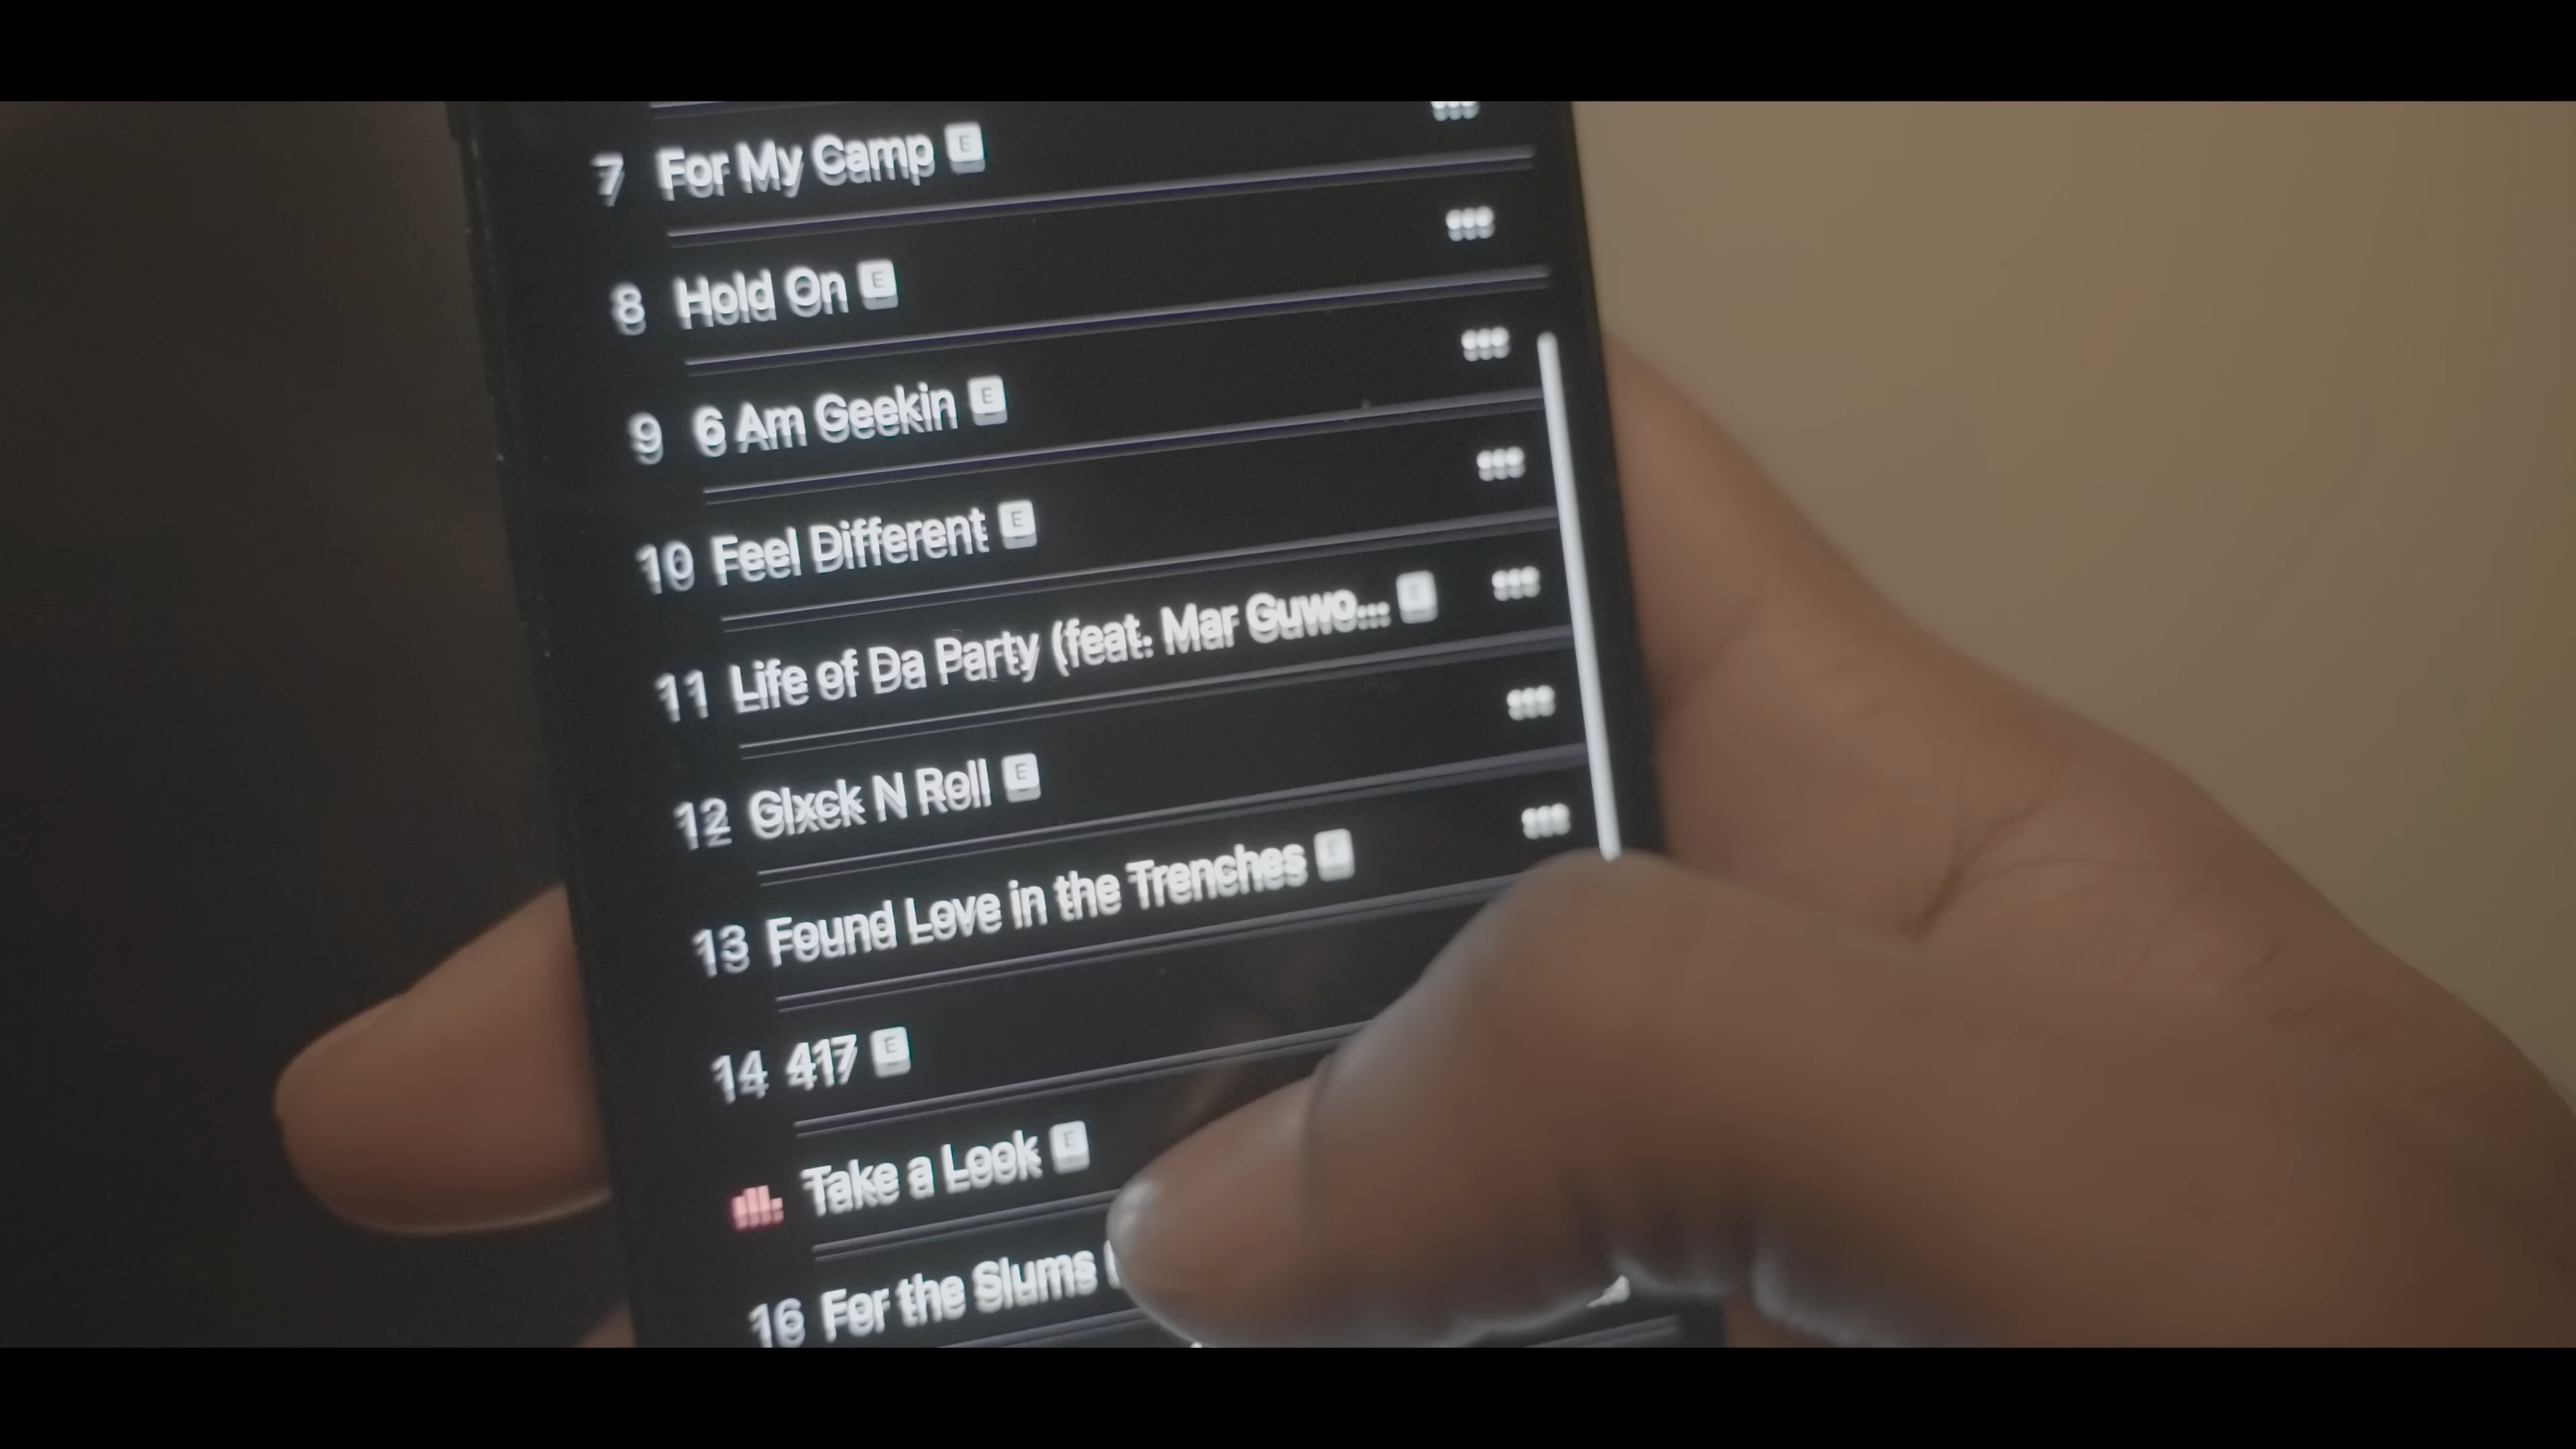 7 For My Camp E
8 Hold On E
9 6 Am Geekin E
10 Feel Different E
11 Life of Da Party (feat. Mar Guwo... E
12 Glxck N Roll E
13 Found Love in the Trenches E
14 417 E
Take a Look E
16 For the Slums